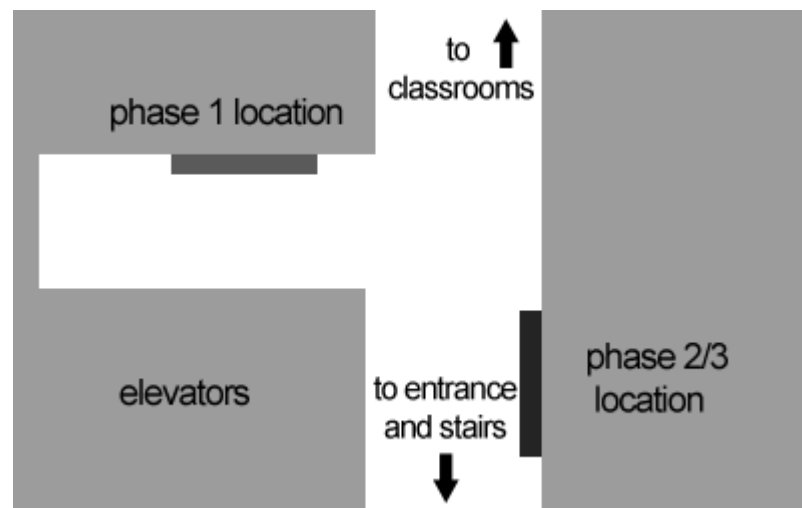 to
classrooms
phase 1 location
phase 2/3
location
elevators
to entrance
and stairs